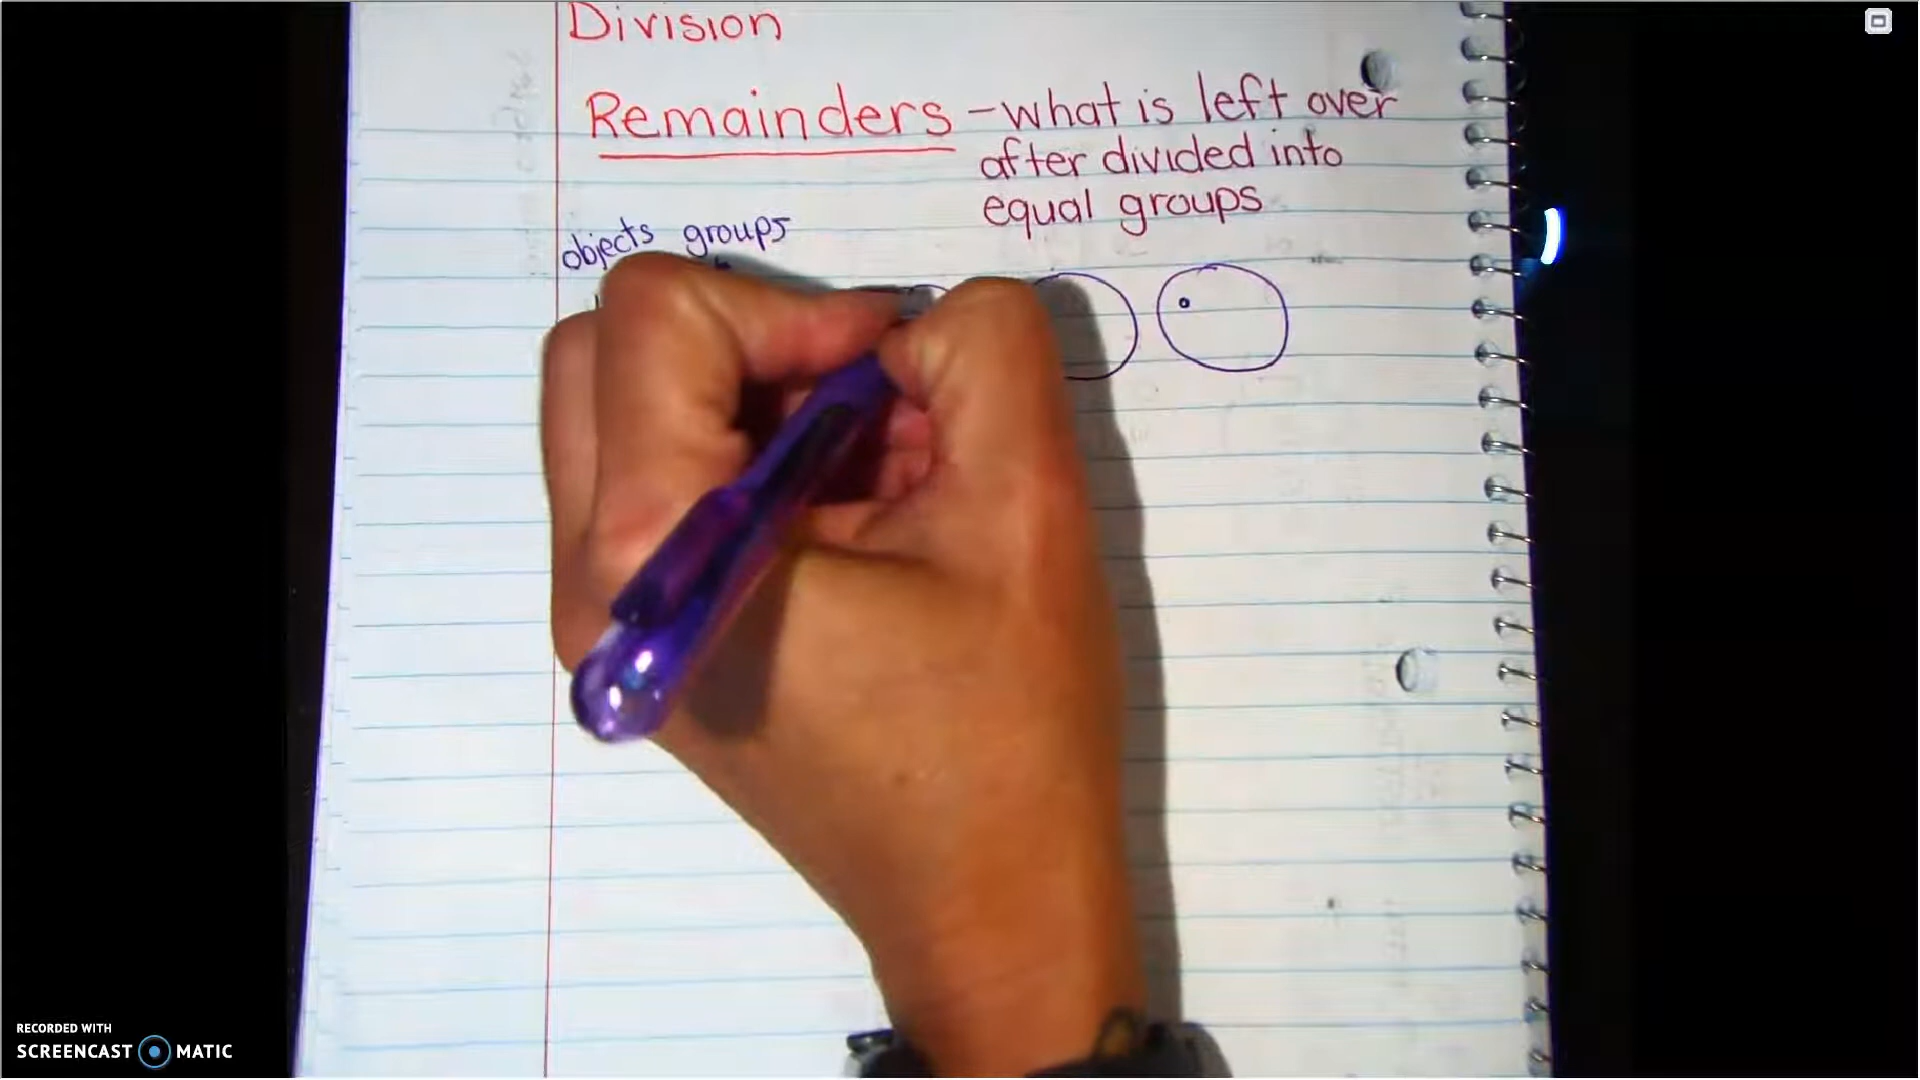 Division
Remainders – what is left over
after divided into
equal groups
objects groups
RECORDED WITH
SCREENCAST MATIC